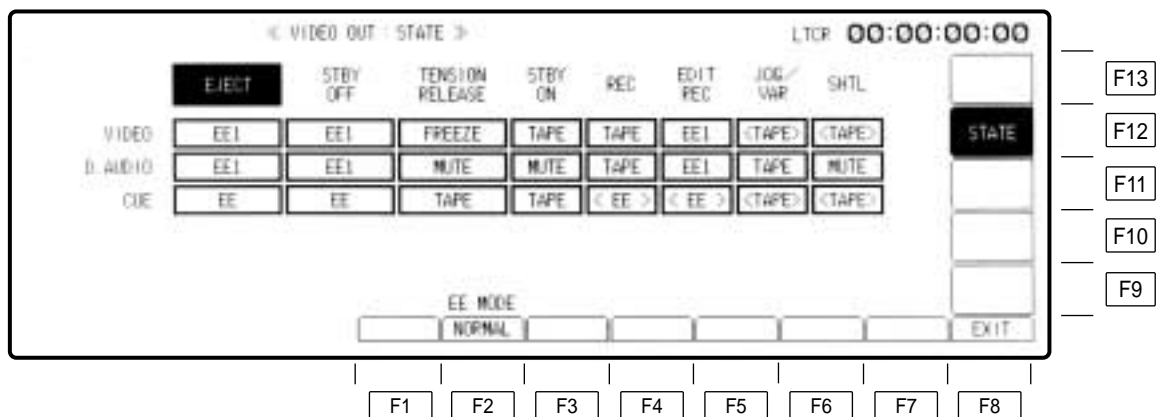 ≪ VIDEO OUT : STATE ≫ LTCR 00:00:00:00
EJECT STBY OFF TENSION RELEASE STBY ON REC EDIT REC JOG/ VAR SHTL
VIDEO EE1 EE1 FREEZE TAPE TAPE EE1 <TAPE> <TAPE> STATE
D.AUDIO EE1 EE1 MUTE MUTE TAPE EE1 TAPE MUTE
CUE EE EE TAPE TAPE < EE > < EE > <TAPE> <TAPE>
EE MODE
NORMAL EXIT
F13
F12
F11
F10
F9
F1 F2 F3 F4 F5 F6 F7 F8